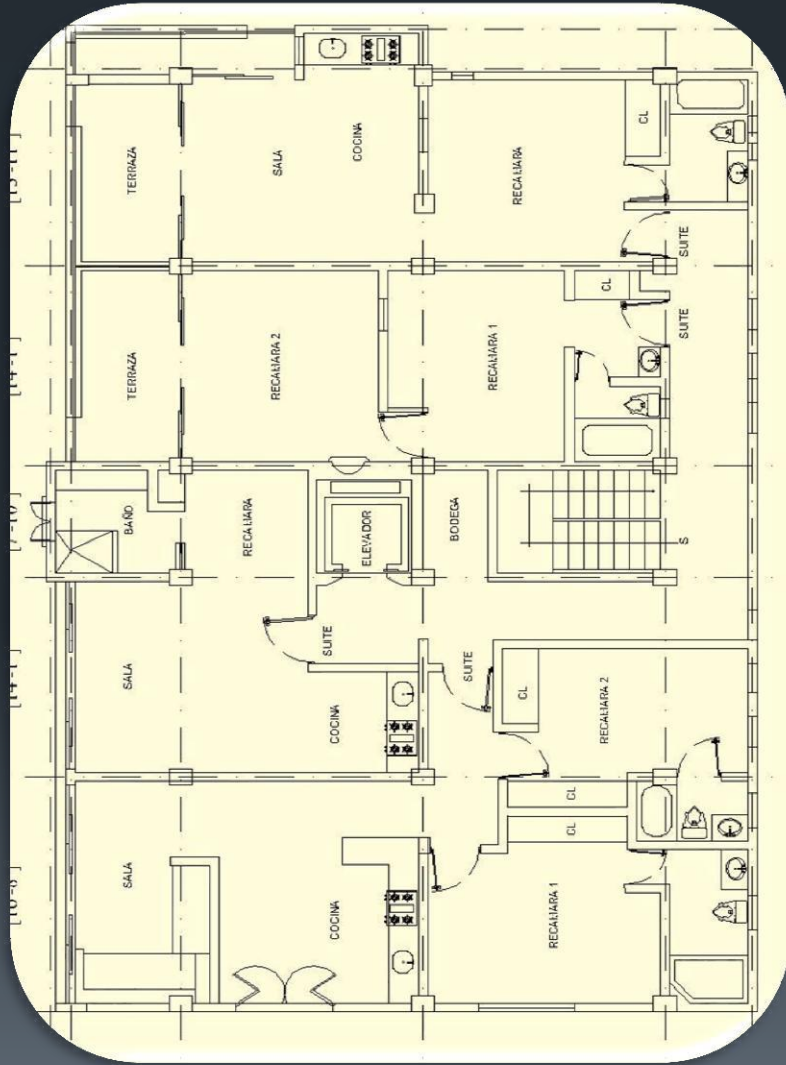 SALA
SALA
BAÑO
TERRAZA
TERRAZA
RECAMARA
RECAMARA 2
SALA
COCINA
COCINA
SUITE
ELEVADOR
COCINA
BODEGA
SUITE
RECAMARA 1
RECAMARA
CL
RECAMARA 1
CL
CL
RECAMARA 2
CL
CL
S
SUITE
SUITE